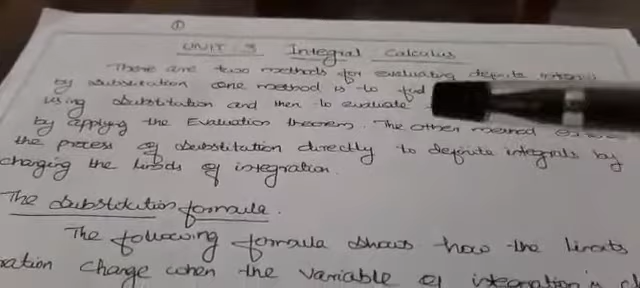 ①
UNIT 3 Integral Calculus
There are two methods for evaluating definite
by substitution one method is to find
using substitution and then to evaluate
by applying the Evaluation theorem. The other method
the process of substitution directly to definite integrals by
changing the limits of integration.
The substitution formula.
The following formula shows how the limits
change when the variable of integration is